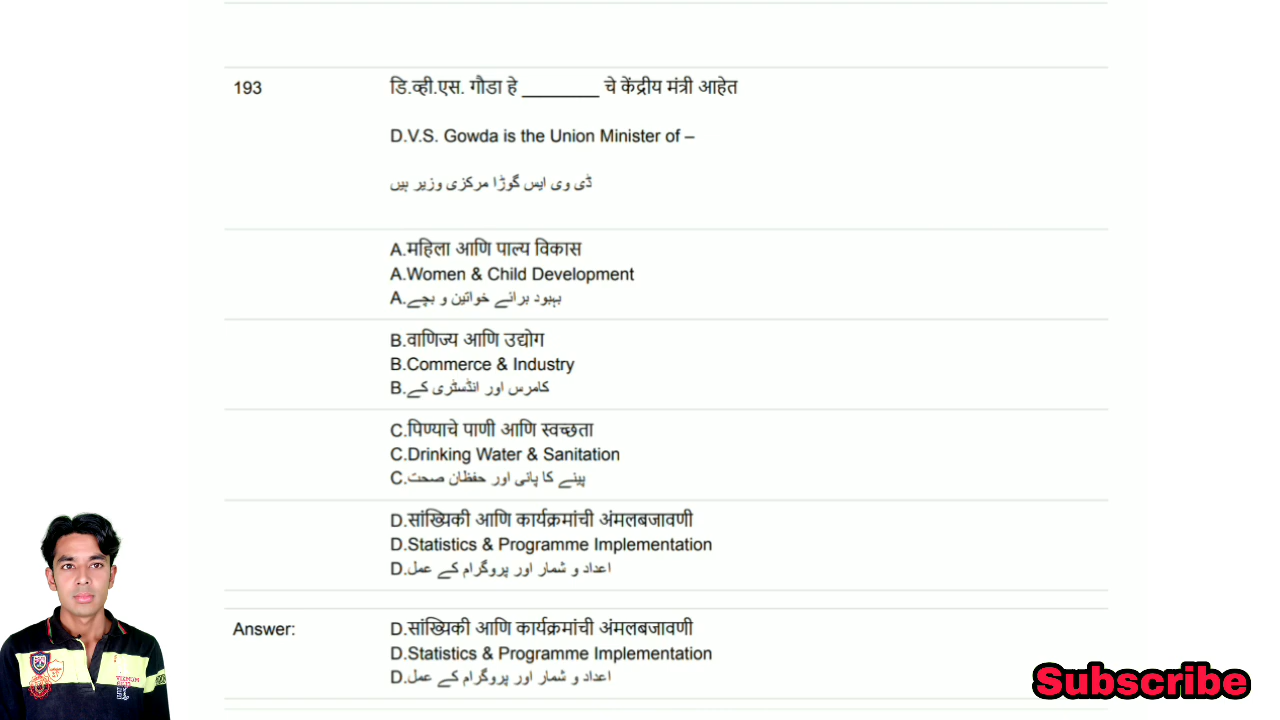 193
डि.व्ही.एस. गौडा हे ________ चे केंद्रीय मंत्री आहेत
D.V.S. Gowda is the Union Minister of –
ڈی وی ایس گوڑا مرکزی وزیر ہیں
A.महिला आणि पाल्य विकास
A.Women & Child Development
A.بہبود برائے خواتین و بچے
B.वाणिज्य आणि उद्योग
B.Commerce & Industry
B.کامرس اور انڈسٹری کے
C.पिण्याचे पाणी आणि स्वच्छता
C.Drinking Water & Sanitation
C.پینے کا پانی اور حفظان صحت
D.सांख्यिकी आणि कार्यक्रमांची अंमलबजावणी
D.Statistics & Programme Implementation
D.اعداد و شمار اور پروگرام کے عمل
Answer:
D.सांख्यिकी आणि कार्यक्रमांची अंमलबजावणी
D.Statistics & Programme Implementation
D.اعداد و شمار اور پروگرام کے عمل
Subscribe